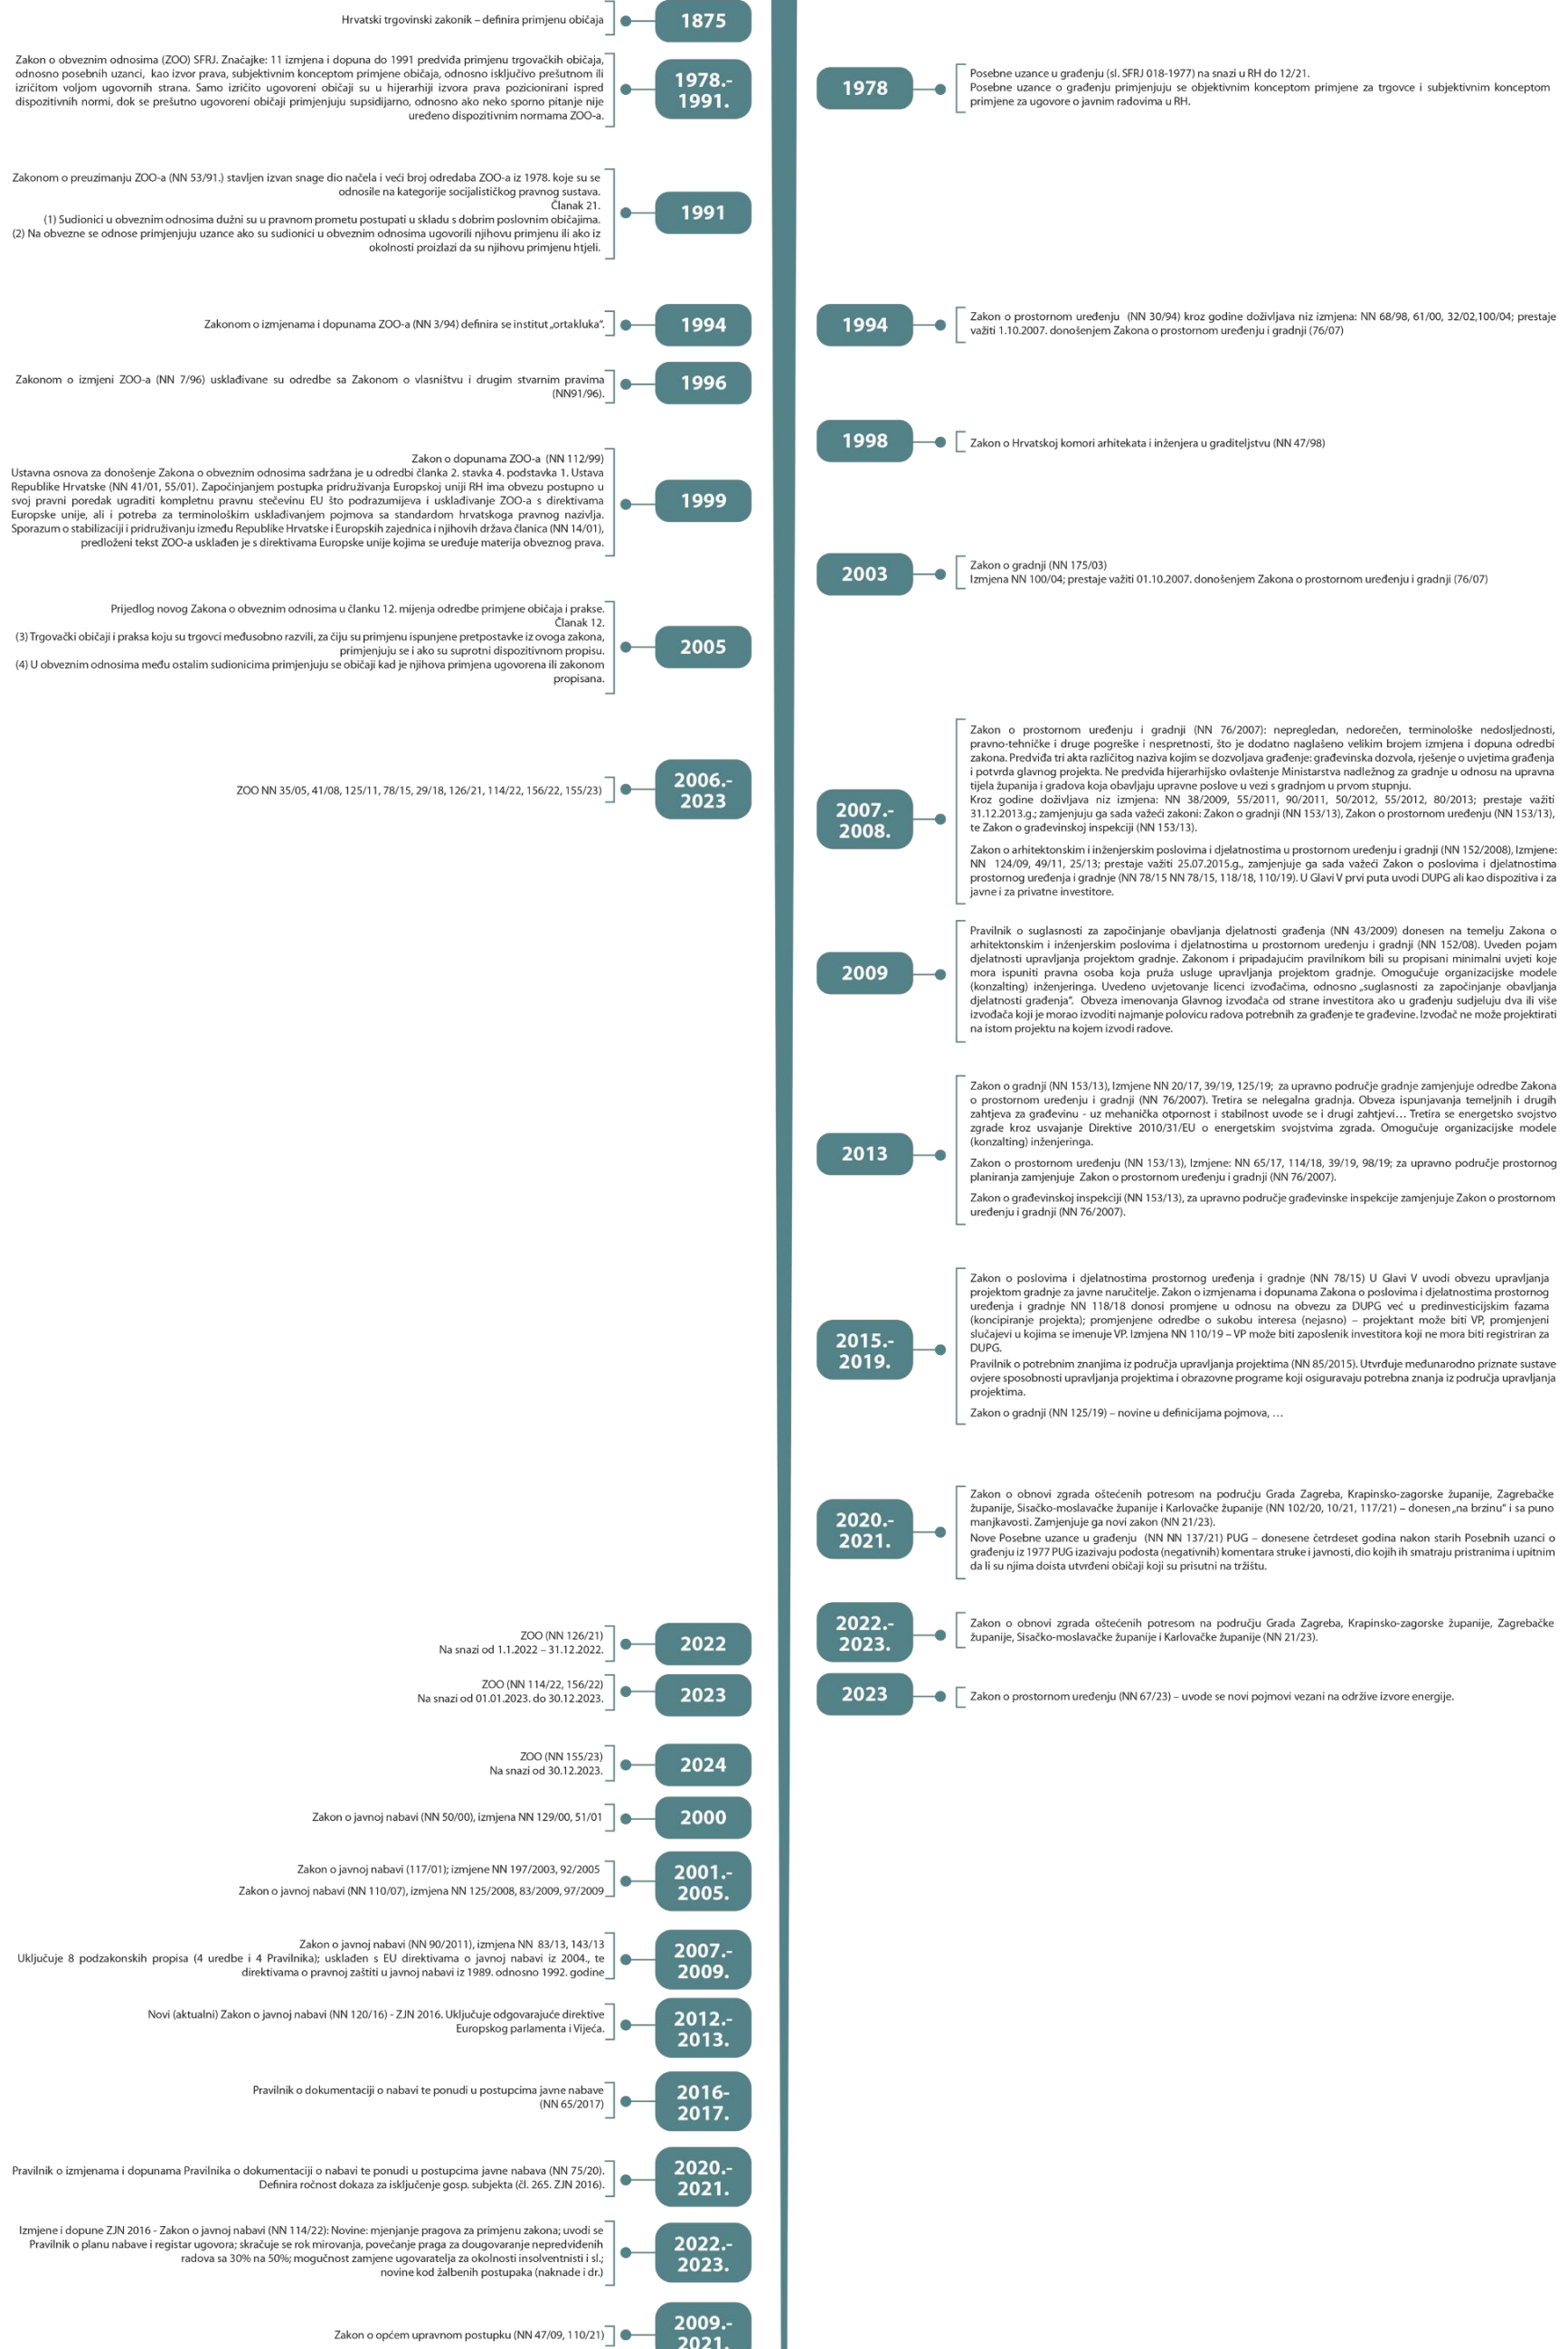 Hrvatski trgovinski zakonik – definira primjenu običaja
1875
Zakon o obveznim odnosima (ZOO) SFRJ. Značajke: 11 izmjena i dopuna do 1991 predviđa primjenu trgovačkih običaja,
odnosno posebnih uzanci, kao izvor prava, subjektivnim konceptom primjene običaja, odnosno isključivo prešutnom ili
izričitom voljom ugovornih strana. Samo izričito ugovoreni običaji su u hijerarhiji izvora prava pozicionirani ispred
dispozitivnih normi, dok se prešutno ugovoreni običaji primjenjuju supsidijarno, odnosno ako neko sporno pitanje nije
uređeno dispozitivnim normama ZOO-a.
1978.-
1991.
1978
Posebne uzance u građenju (sl. SFRJ 018-1977) na snazi u RH do 12/21.
Posebne uzance o građenju primjenjuju se objektivnim konceptom primjene za trgovce i subjektivnim konceptom
primjene za ugovore o javnim radovima u RH.
Zakonom o preuzimanju ZOO-a (NN 53/91.) stavljen izvan snage dio načela i veći broj odredaba ZOO-a iz 1978. koje su se
odnosile na kategorije socijalističkog pravnog sustava.
Članak 21.
(1) Sudionici u obveznim odnosima dužni su u pravnom prometu postupati u skladu s dobrim poslovnim običajima.
(2) Na obvezne se odnose primjenjuju uzance ako su sudionici u obveznim odnosima ugovorili njihovu primjenu ili ako iz
okolnosti proizlazi da su njihovu primjenu htjeli.
1991
Zakonom o izmjenama i dopunama ZOO-a (NN 3/94) definira se institut „ortakluka“.
1994
1994
Zakon o prostornom uređenju (NN 30/94) kroz godine doživljava niz izmjena: NN 68/98, 61/00, 32/02,100/04; prestaje
važiti 1.10.2007. donošenjem Zakona o prostornom uređenju i gradnji (76/07)
Zakonom o izmjeni ZOO-a (NN 7/96) usklađivane su odredbe sa Zakonom o vlasništvu i drugim stvarnim pravima
(NN91/96).
1996
1998
Zakon o Hrvatskoj komori arhitekata i inženjera u graditeljstvu (NN 47/98)
Zakon o dopunama ZOO-a (NN 112/99)
Ustavna osnova za donošenje Zakona o obveznim odnosima sadržana je u odredbi članka 2. stavka 4. podstavka 1. Ustava
Republike Hrvatske (NN 41/01, 55/01). Započinjanjem postupka pridruživanja Europskoj uniji RH ima obvezu postupno u
svoj pravni poredak ugraditi kompletnu pravnu stečevinu EU što podrazumijeva i usklađivanje ZOO-a s direktivama
Europske unije, ali i potreba za terminološkim usklađivanjem pojmova sa standardom hrvatskoga pravnog nazivlja.
Sporazum o stabilizaciji i pridruživanju između Republike Hrvatske i Europskih zajednica i njihovih država članica (NN 14/01),
predloženi tekst ZOO-a usklađen je s direktivama Europske unije kojima se uređuje materija obveznog prava.
1999
2003
Zakon o gradnji (NN 175/03)
Izmjena NN 100/04; prestaje važiti 01.10.2007. donošenjem Zakona o prostornom uređenju i gradnji (76/07)
Prijedlog novog Zakona o obveznim odnosima u članku 12. mijenja odredbe primjene običaja i prakse.
Članak 12.
(3) Trgovački običaji i praksa koju su trgovci međusobno razvili, za čiju su primjenu ispunjene pretpostavke iz ovoga zakona,
primjenjuju se i ako su suprotni dispozitivnom propisu.
(4) U obveznim odnosima među ostalim sudionicima primjenjuju se običaji kad je njihova primjena ugovorena ili zakonom
propisana.
2005
ZOO NN 35/05, 41/08, 125/11, 78/15, 29/18, 126/21, 114/22, 156/22, 155/23)
2006.-
2023
2007.-
2008.
Zakon o prostornom uređenju i gradnji (NN 76/2007): nepregledan, nedorečen, terminološke nedosljednosti,
pravno-tehničke i druge pogreške i nespretnosti, što je dodatno naglašeno velikim brojem izmjena i dopuna odredbi
zakona. Predviđa tri akta različitog naziva kojim se dozvoljava građenje: građevinska dozvola, rješenje o uvjetima građenja
i potvrda glavnog projekta. Ne predviđa hijerarhijsko ovlaštenje Ministarstva nadležnog za gradnje u odnosu na upravna
tijela županija i gradova koja obavljaju upravne poslove u vezi s gradnjom u prvom stupnju.
Kroz godine doživljava niz izmjena: NN 38/2009, 55/2011, 90/2011, 50/2012, 55/2012, 80/2013; prestaje važiti
31.12.2013.g.; zamjenjuju ga sada važeći zakoni: Zakon o gradnji (NN 153/13), Zakon o prostornom uređenju (NN 153/13),
te Zakon o građevinskoj inspekciji (NN 153/13).
Zakon o arhitektonskim i inženjerskim poslovima i djelatnostima u prostornom uređenju i gradnji (NN 152/2008), Izmjene:
NN 124/09, 49/11, 25/13; prestaje važiti 25.07.2015.g., zamjenjuje ga sada važeći Zakon o poslovima i djelatnostima
prostornog uređenja i gradnje (NN 78/15 NN 78/15, 118/18, 110/19). U Glavi V prvi puta uvodi DUPG ali kao dispozitiva i za
javne i za privatne investitore.
2009
Pravilnik o suglasnosti za započinjanje obavljanja djelatnosti građenja (NN 43/2009) donesen na temelju Zakona o
arhitektonskim i inženjerskim poslovima i djelatnostima u prostornom uređenju i gradnji (NN 152/08). Uveden pojam
djelatnosti upravljanja projektom gradnje. Zakonom i pripadajućim pravilnikom bili su propisani minimalni uvjeti koje
mora ispuniti pravna osoba koja pruža usluge upravljanja projektom gradnje. Omogućuje organizacijske modele
(konzalting) inženjeringa. Uvedeno uvjetovanje licenci izvođačima, odnosno „suglasnosti za započinjanje obavljanja
djelatnosti građenja“. Obveza imenovanja Glavnog izvođača od strane investitora ako u građenju sudjeluju dva ili više
izvođača koji je morao izvoditi najmanje polovicu radova potrebnih za građenje te građevine. Izvođač ne može projektirati
na istom projektu na kojem izvodi radove.
2013
Zakon o gradnji (NN 153/13), Izmjene NN 20/17, 39/19, 125/19; za upravno područje gradnje zamjenjuje odredbe Zakona
o prostornom uređenju i gradnji (NN 76/2007). Tretira se nelegalna gradnja. Obveza ispunjavanja temeljnih i drugih
zahtjeva za građevinu - uz mehanička otpornost i stabilnost uvode se i drugi zahtjevi… Tretira se energetsko svojstvo
zgrade kroz usvajanje Direktive 2010/31/EU o energetskim svojstvima zgrada. Omogućuje organizacijske modele
(konzalting) inženjeringa.
Zakon o prostornom uređenju (NN 153/13), Izmjene: NN 65/17, 114/18, 39/19, 98/19; za upravno područje prostornog
planiranja zamjenjuje Zakon o prostornom uređenju i gradnji (NN 76/2007).
Zakon o građevinskoj inspekciji (NN 153/13), za upravno područje građevinske inspekcije zamjenjuje Zakon o prostornom
uređenju i gradnji (NN 76/2007).
2015.-
2019.
Zakon o poslovima i djelatnostima prostornog uređenja i gradnje (NN 78/15) U Glavi V uvodi obvezu upravljanja
projektom gradnje za javne naručitelje. Zakon o izmjenama i dopunama Zakona o poslovima i djelatnostima prostornog
uređenja i gradnje NN 118/18 donosi promjene u odnosu na obvezu za DUPG već u predinvesticijskim fazama
(koncipiranje projekta); promjenjene odredbe o sukobu interesa (nejasno) – projektant može biti VP, promjenjeni
slučajevi u kojima se imenuje VP. Izmjena NN 110/19 – VP može biti zaposlenik investitora koji ne mora biti registriran za
DUPG.
Pravilnik o potrebnim znanjima iz područja upravljanja projektima (NN 85/2015). Utvrđuje međunarodno priznate sustave
ovjere sposobnosti upravljanja projektima i obrazovne programe koji osiguravaju potrebna znanja iz područja upravljanja
projektima.
Zakon o gradnji (NN 125/19) – novine u definicijama pojmova, …
2020.-
2021.
Zakon o obnovi zgrada oštećenih potresom na području Grada Zagreba, Krapinsko-zagorske županije, Zagrebačke
županije, Sisačko-moslavačke županije i Karlovačke županije (NN 102/20, 10/21, 117/21) – donesen „na brzinu“ i sa puno
manjkavosti. Zamjenjuje ga novi zakon (NN 21/23).
Nove Posebne uzance u građenju (NN NN 137/21) PUG – donesene četrdeset godina nakon starih Posebnih uzanci o
građenju iz 1977 PUG izazivaju podosta (negativnih) komentara struke i javnosti, dio kojih ih smatraju pristranima i upitnim
da li su njima doista utvrđeni običaji koji su prisutni na tržištu.
ZOO (NN 126/21)
Na snazi od 1.1.2022 – 31.12.2022.
2022
2022.-
2023.
Zakon o obnovi zgrada oštećenih potresom na području Grada Zagreba, Krapinsko-zagorske županije, Zagrebačke
županije, Sisačko-moslavačke županije i Karlovačke županije (NN 21/23).
ZOO (NN 114/22, 156/22)
Na snazi od 01.01.2023. do 30.12.2023.
2023
2023
Zakon o prostornom uređenju (NN 67/23) – uvode se novi pojmovi vezani na održive izvore energije.
ZOO (NN 155/23)
Na snazi od 30.12.2023.
2024
Zakon o javnoj nabavi (NN 50/00), izmjena NN 129/00, 51/01
2000
Zakon o javnoj nabavi (117/01); izmjene NN 197/2003, 92/2005
Zakon o javnoj nabavi (NN 110/07), izmjena NN 125/2008, 83/2009, 97/2009
2001.-
2005.
Zakon o javnoj nabavi (NN 90/2011), izmjena NN 83/13, 143/13
Uključuje 8 podzakonskih propisa (4 uredbe i 4 Pravilnika); usklađen s EU direktivama o javnoj nabavi iz 2004., te
direktivama o pravnoj zaštiti u javnoj nabavi iz 1989. odnosno 1992. godine
2007.-
2009.
Novi (aktualni) Zakon o javnoj nabavi (NN 120/16) - ZJN 2016. Uključuje odgovarajuće direktive
Europskog parlamenta i Vijeća.
2012.-
2013.
Pravilnik o dokumentaciji o nabavi te ponudi u postupcima javne nabave
(NN 65/2017)
2016-
2017.
Pravilnik o izmjenama i dopunama Pravilnika o dokumentaciji o nabavi te ponudi u postupcima javne nabava (NN 75/20).
Definira ročnost dokaza za isključenje gosp. subjekta (čl. 265. ZJN 2016).
2020.-
2021.
Izmjene i dopune ZJN 2016 - Zakon o javnoj nabavi (NN 114/22): Novine: mjenjanje pragova za primjenu zakona; uvodi se
Pravilnik o planu nabave i registar ugovora; skračuje se rok mirovanja, povečanje praga za dougovaranje nepredviđenih
radova sa 30% na 50%; mogučnost zamjene ugovaratelja za okolnosti insolventnisti i sl.;
novine kod žalbenih postupaka (naknade i dr.)
2022.-
2023.
Zakon o općem upravnom postupku (NN 47/09, 110/21)
2009.-
2021.